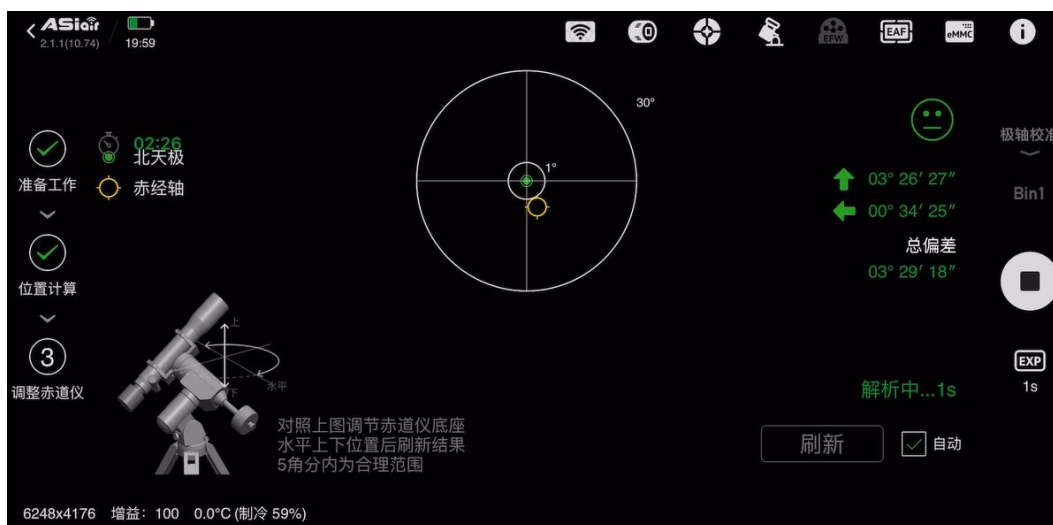 ASiair
2.1.1(10.74)
19:59
EFW
EAF
eMMC
30°
1°
02:26
北天极
赤经轴
准备工作
位置计算
3
调整赤道仪
上
水平
下
对照上图调节赤道仪底座
水平上下位置后刷新结果
5角分内为合理范围
03° 26′ 27″
00° 34′ 25″
总偏差
03° 29′ 18″
极轴校准
Bin1
EXP
1s
解析中...1s
刷新
自动
6248x4176 增益: 100 0.0°C (制冷 59%)